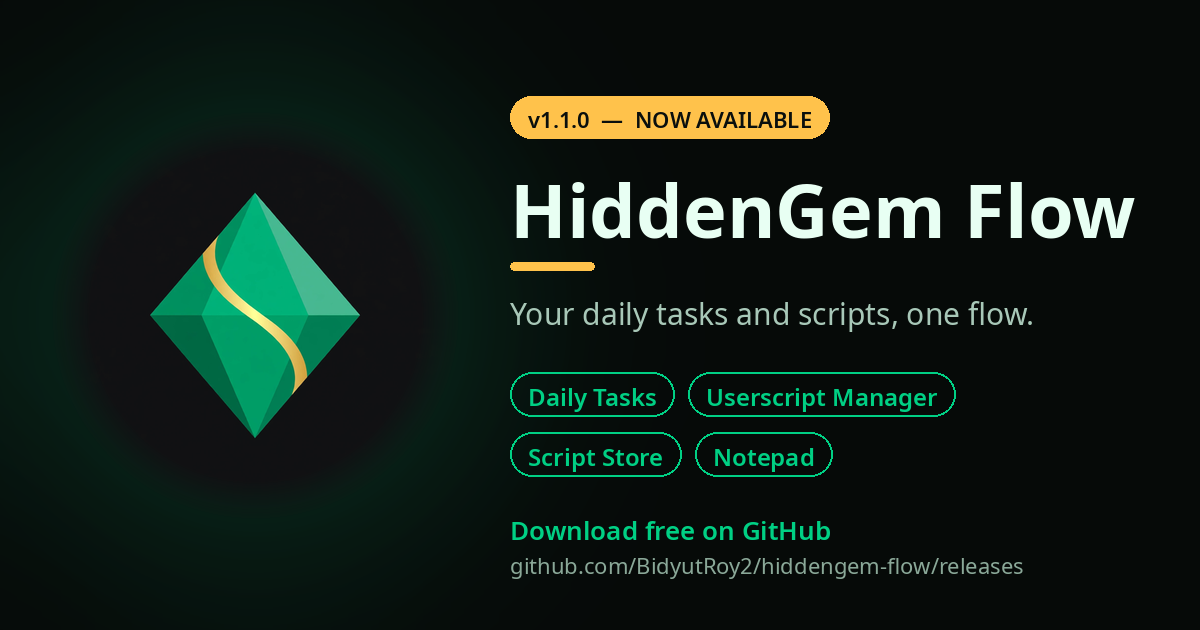 v1.1.0 — NOW AVAILABLE
HiddenGem Flow
Your daily tasks and scripts, one flow.
Daily Tasks Userscript Manager
Script Store Notepad
Download free on GitHub
github.com/BidyutRoy2/hiddengem-flow/releases